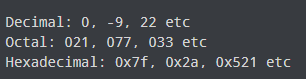 Decimal: 0, -9, 22 etc
Octal: 021, 077, 033 etc
Hexadecimal: 0x7f, 0x2a, 0x521 etc